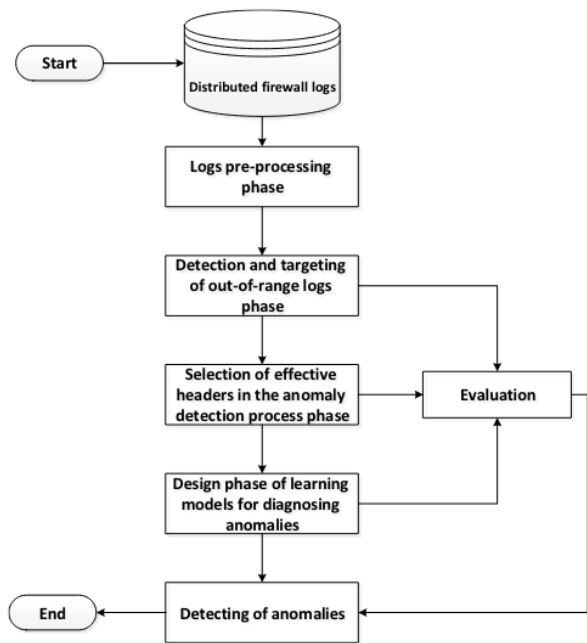 Start
Distributed firewall logs
Logs pre-processing
phase
Detection and targeting
of out-of-range logs
phase
Selection of effective
headers in the anomaly
detection process phase
Evaluation
Design phase of learning
models for diagnosing
anomalies
End
Detecting of anomalies